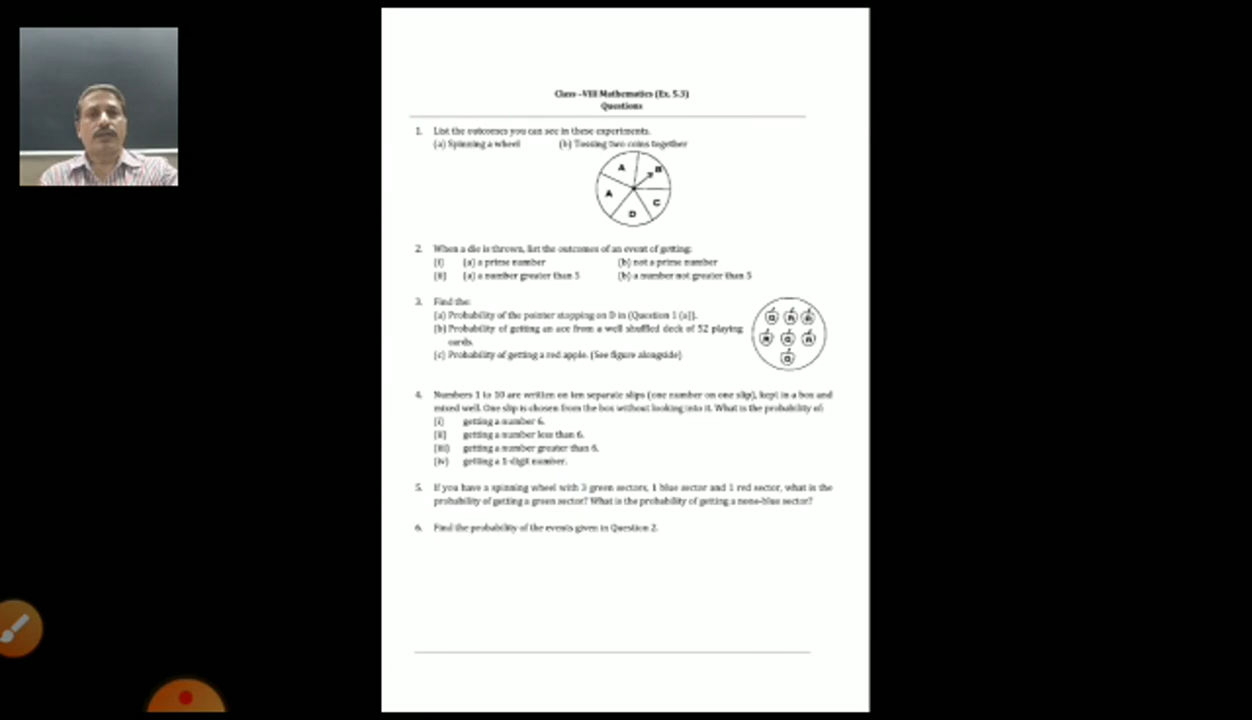 Class –VIII Mathematics (Ex. 5.3)
Questions
1. List the outcomes you can see in these experiments.
(a) Spinning a wheel (b) Tossing two coins together
A B
A C
D
2. When a die is thrown, list the outcomes of an event of getting:
(i) (a) a prime number (b) not a prime number
(ii) (a) a number greater than 5 (b) a number not greater than 5
3. Find the:
(a) Probability of the pointer stopping on D in (Question 1 (a)).
(b) Probability of getting an ace from a well shuffled deck of 52 playing
cards.
(c) Probability of getting a red apple. (See figure alongside)
4. Numbers 1 to 10 are written on ten separate slips (one number on one slip), kept in a box and
mixed well. One slip is chosen from the box without looking into it. What is the probability of:
(i) getting a number 6.
(ii) getting a number less than 6.
(iii) getting a number greater than 6.
(iv) getting a 1-digit number.
5. If you have a spinning wheel with 3 green sectors, 1 blue sector and 1 red sector, what is the
probability of getting a green sector? What is the probability of getting a none-blue sector?
6. Find the probability of the events given in Question 2.